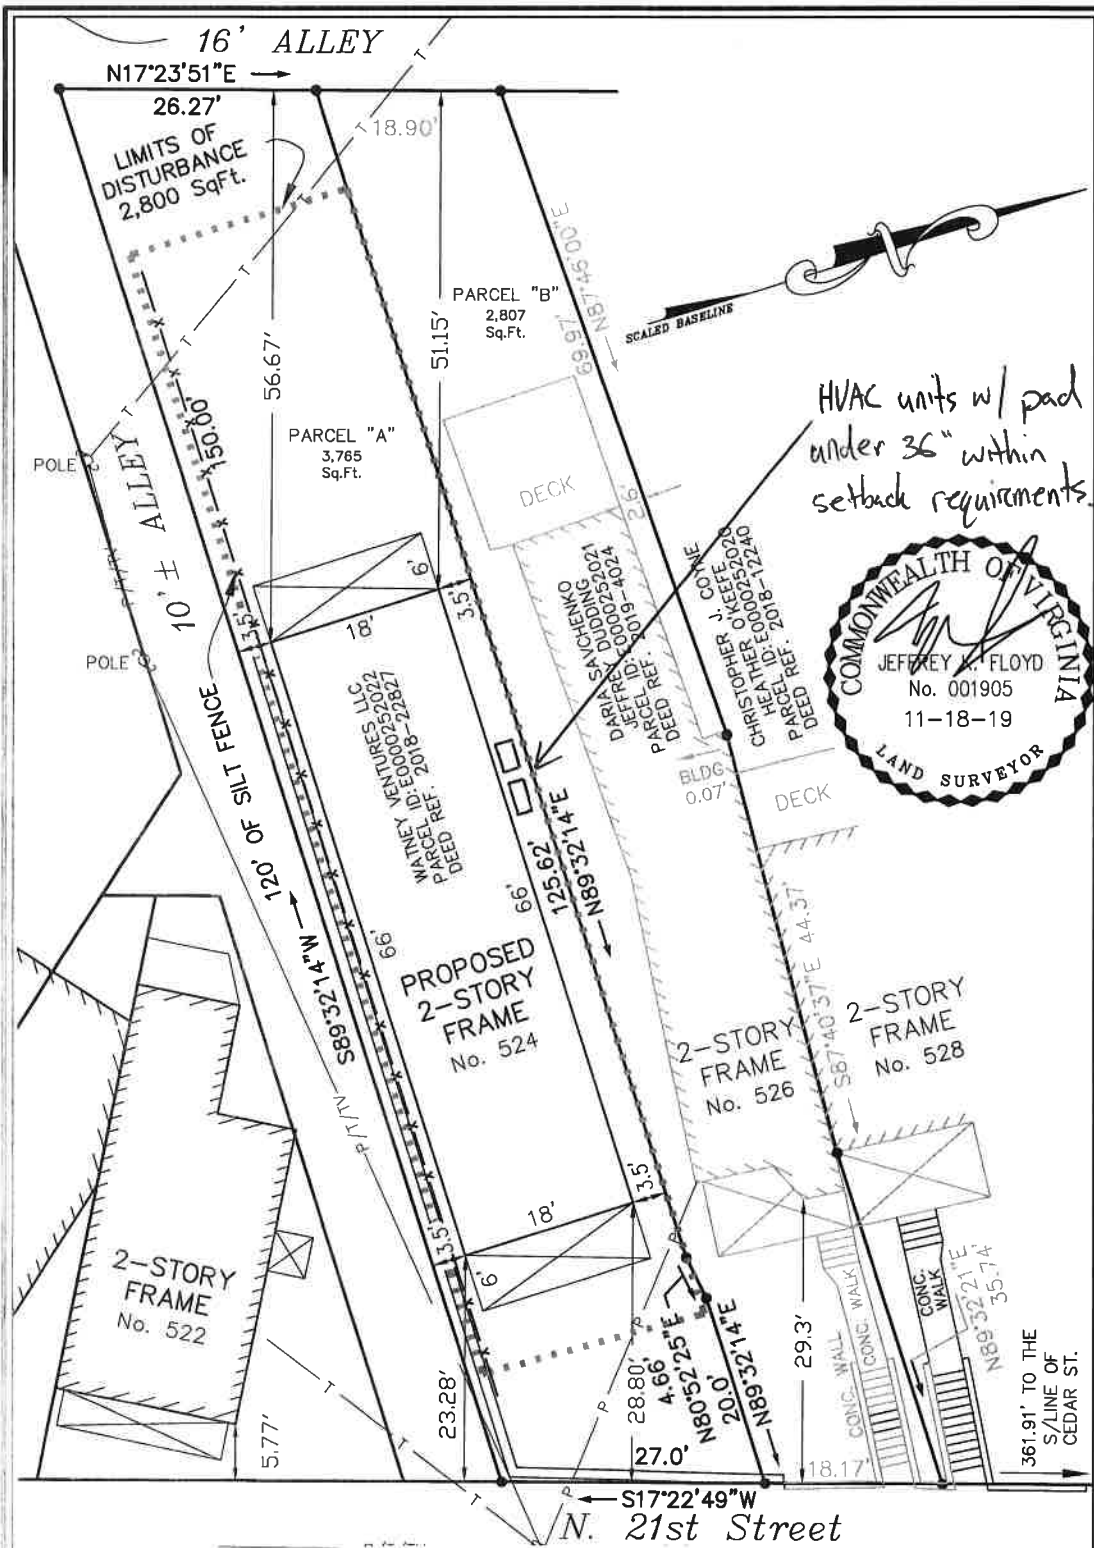 16' ALLEY
N17°23'51"E
26.27'
18.90'
LIMITS OF
DISTURBANCE
2,800 SqFt.
T
T
T
T
T
T
56.67'
51.15'
PARCEL "B"
2,807
Sq.Ft.
69.97'
N87°45'00"E
SCALED BASELINE
N
HVAC units w/ pad
under 36" within
setback requirments.
150.00'
PARCEL "A"
3,765
Sq.Ft.
POLE
10'± ALLEY
P/T/TV
POLE
DECK
2.6'
6'
18'
3.5'
3.5'
COMMONWEALTH OF VIRGINIA
JEFFREY K. FLOYD
No. 001905
11-18-19
LAND SURVEYOR
DARIA SAVCHENKO
JEFFREY DUDDING
PARCEL ID:E0000252021
DEED REF. 2019-4024
CHRISTOPHER J. COYNE
HEATHER O'KEEFE
PARCEL ID:E0000252020
DEED REF. 2018-12240
WATNEY VENTURES LLC
PARCEL ID:E0000252022
DEED REF. 2018-22827
BLDG
0.07'
DECK
120' OF SILT FENCE
S89°32'14"W
66'
66'
125.62'
N89°32'14"E
PROPOSED
2-STORY
FRAME
No. 524
S87°40'37"E 44.37'
2-STORY
FRAME
No. 526
2-STORY
FRAME
No. 528
P/T/TV
2-STORY
FRAME
No. 522
3.5'
18'
3.5'
6'
P
P
P
P
N80°52'25"E
4.66'
20.0'
N89°32'14"E
29.3'
CONC. WALL
CONC. WALK
CONC.
WALK
N89°32'21"E
35.74'
361.91' TO THE
S/LINE OF
CEDAR ST.
5.77'
23.28'
28.80'
27.0'
18.17'
T
T
T
S17°22'49"W
N. 21st Street